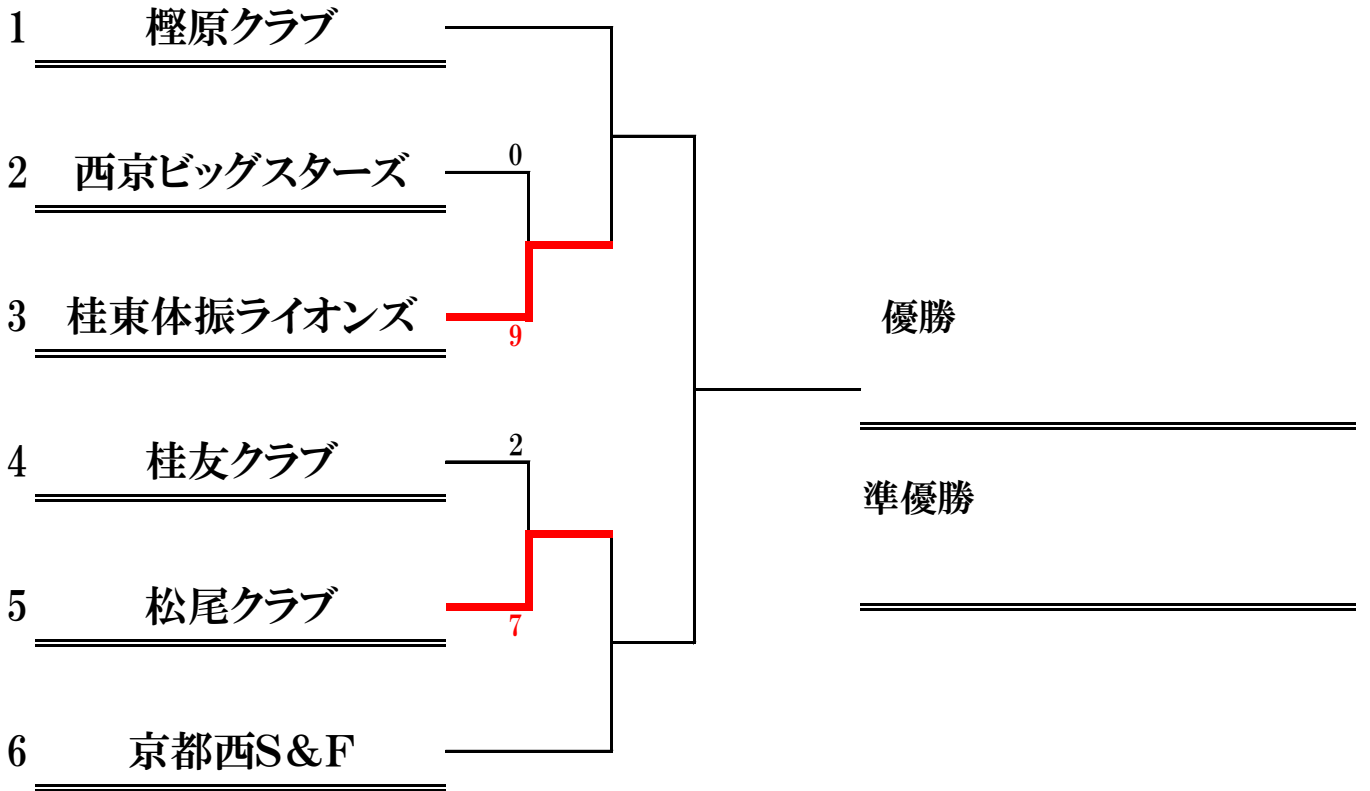 1 樫原クラブ
2 西京ビッグスターズ 0
3 桂東体振ライオンズ 9
優勝
4 桂友クラブ 2
準優勝
5 松尾クラブ 7
6 京都西S&F